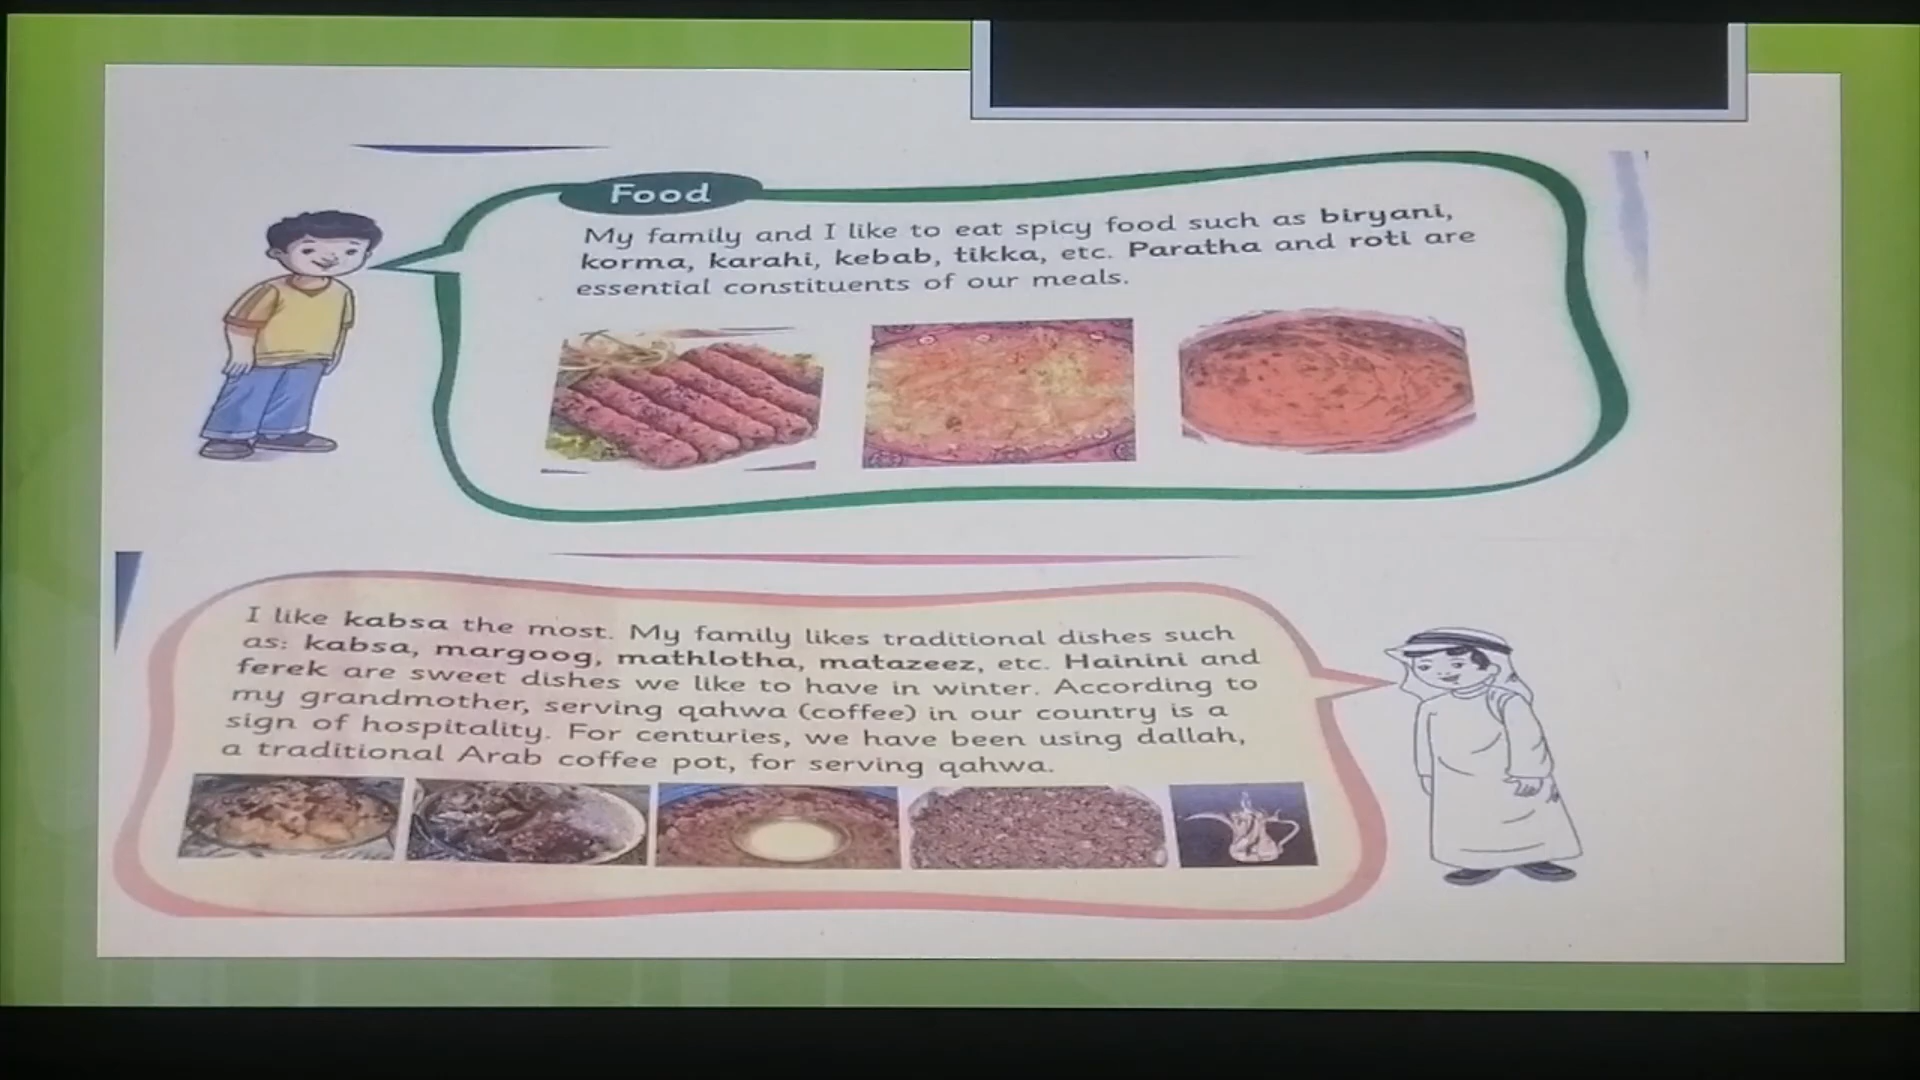 Food
My family and I like to eat spicy food such as biryani,
korma, karahi, kebab, tikka, etc. Paratha and roti are
essential constituents of our meals.
I like kabsa the most. My family likes traditional dishes such
as: kabsa, margoog, mathlotha, matazeez, etc. Hainini and
ferek are sweet dishes we like to have in winter. According to
my grandmother, serving qahwa (coffee) in our country is a
sign of hospitality. For centuries, we have been using dallah,
a traditional Arab coffee pot, for serving qahwa.